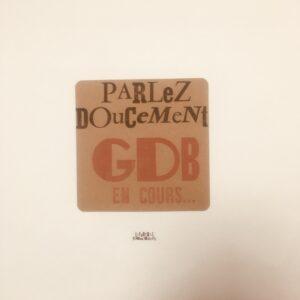 PARLeZ
DOuCeMeNt
GDB
EN COURS...